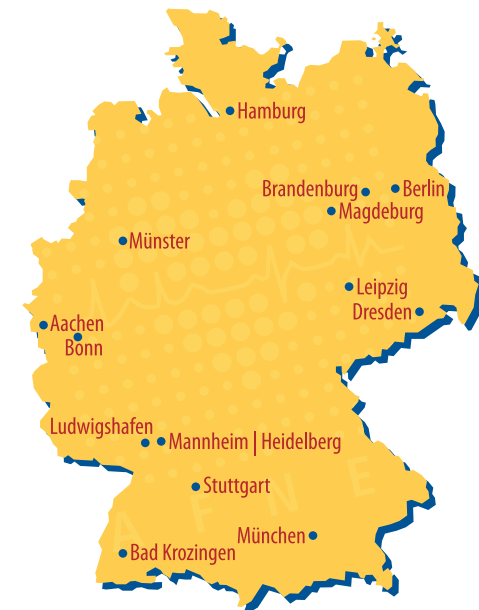 Hamburg
Brandenburg
Berlin
Magdeburg
Münster
Leipzig
Dresden
Aachen
Bonn
Ludwigshafen
Mannheim | Heidelberg
Stuttgart
A F N E
München
Bad Krozingen